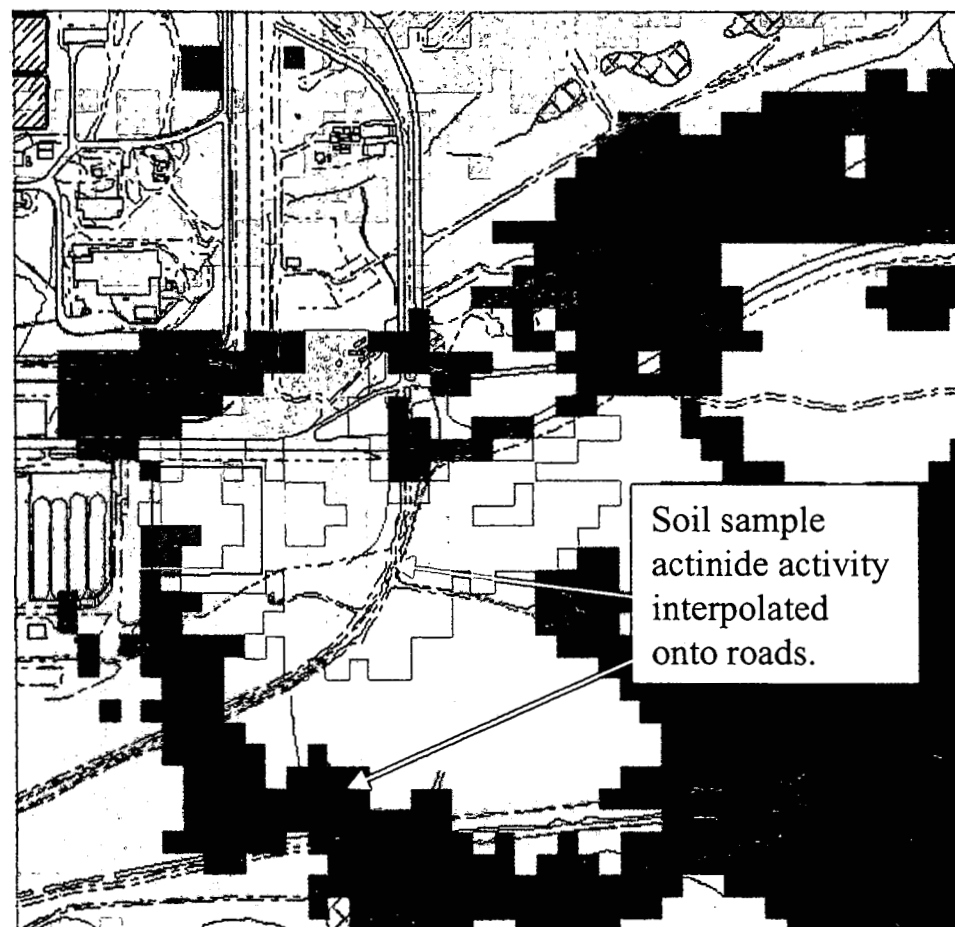 Soil sample
actinide activity
interpolated
onto roads.